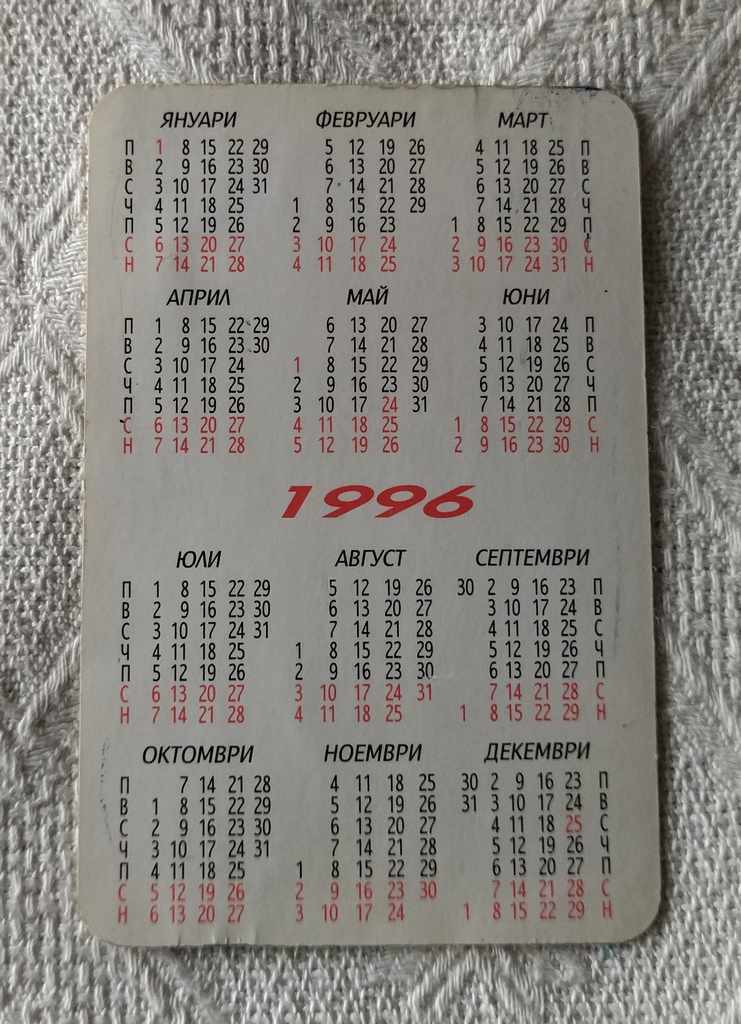 ЯНУАРИ ФЕВРУАРИ МАРТ
П 1 8 15 22 29 5 12 19 26 4 11 18 25 П
В 2 9 16 23 30 6 13 20 27 5 12 19 26 В
С 3 10 17 24 31 7 14 21 28 6 13 20 27 С
Ч 4 11 18 25 1 8 15 22 29 7 14 21 28 Ч
П 5 12 19 26 2 9 16 23 1 8 15 22 29 П
С 6 13 20 27 3 10 17 24 2 9 16 23 30 С
Н 7 14 21 28 4 11 18 25 3 10 17 24 31 Н
АПРИЛ МАЙ ЮНИ
П 1 8 15 22 29 6 13 20 27 3 10 17 24 П
В 2 9 16 23 30 7 14 21 28 4 11 18 25 В
С 3 10 17 24 1 8 15 22 29 5 12 19 26 С
Ч 4 11 18 25 2 9 16 23 30 6 13 20 27 Ч
П 5 12 19 26 3 10 17 24 31 7 14 21 28 П
С 6 13 20 27 4 11 18 25 1 8 15 22 29 С
Н 7 14 21 28 5 12 19 26 2 9 16 23 30 Н
1996
ЮЛИ АВГУСТ СЕПТЕМВРИ
П 1 8 15 22 29 5 12 19 26 30 2 9 16 23 П
В 2 9 16 23 30 6 13 20 27 3 10 17 24 В
С 3 10 17 24 31 7 14 21 28 4 11 18 25 С
Ч 4 11 18 25 1 8 15 22 29 5 12 19 26 Ч
П 5 12 19 26 2 9 16 23 30 6 13 20 27 П
С 6 13 20 27 3 10 17 24 31 7 14 21 28 С
Н 7 14 21 28 4 11 18 25 1 8 15 22 29 Н
ОКТОМВРИ НОЕМВРИ ДЕКЕМВРИ
П 7 14 21 28 4 11 18 25 30 2 9 16 23 П
В 1 8 15 22 29 5 12 19 26 31 3 10 17 24 В
С 2 9 16 23 30 6 13 20 27 4 11 18 25 С
Ч 3 10 17 24 31 7 14 21 28 5 12 19 26 Ч
П 4 11 18 25 1 8 15 22 29 6 13 20 27 П
С 5 12 19 26 2 9 16 23 30 7 14 21 28 С
Н 6 13 20 27 3 10 17 24 1 8 15 22 29 Н